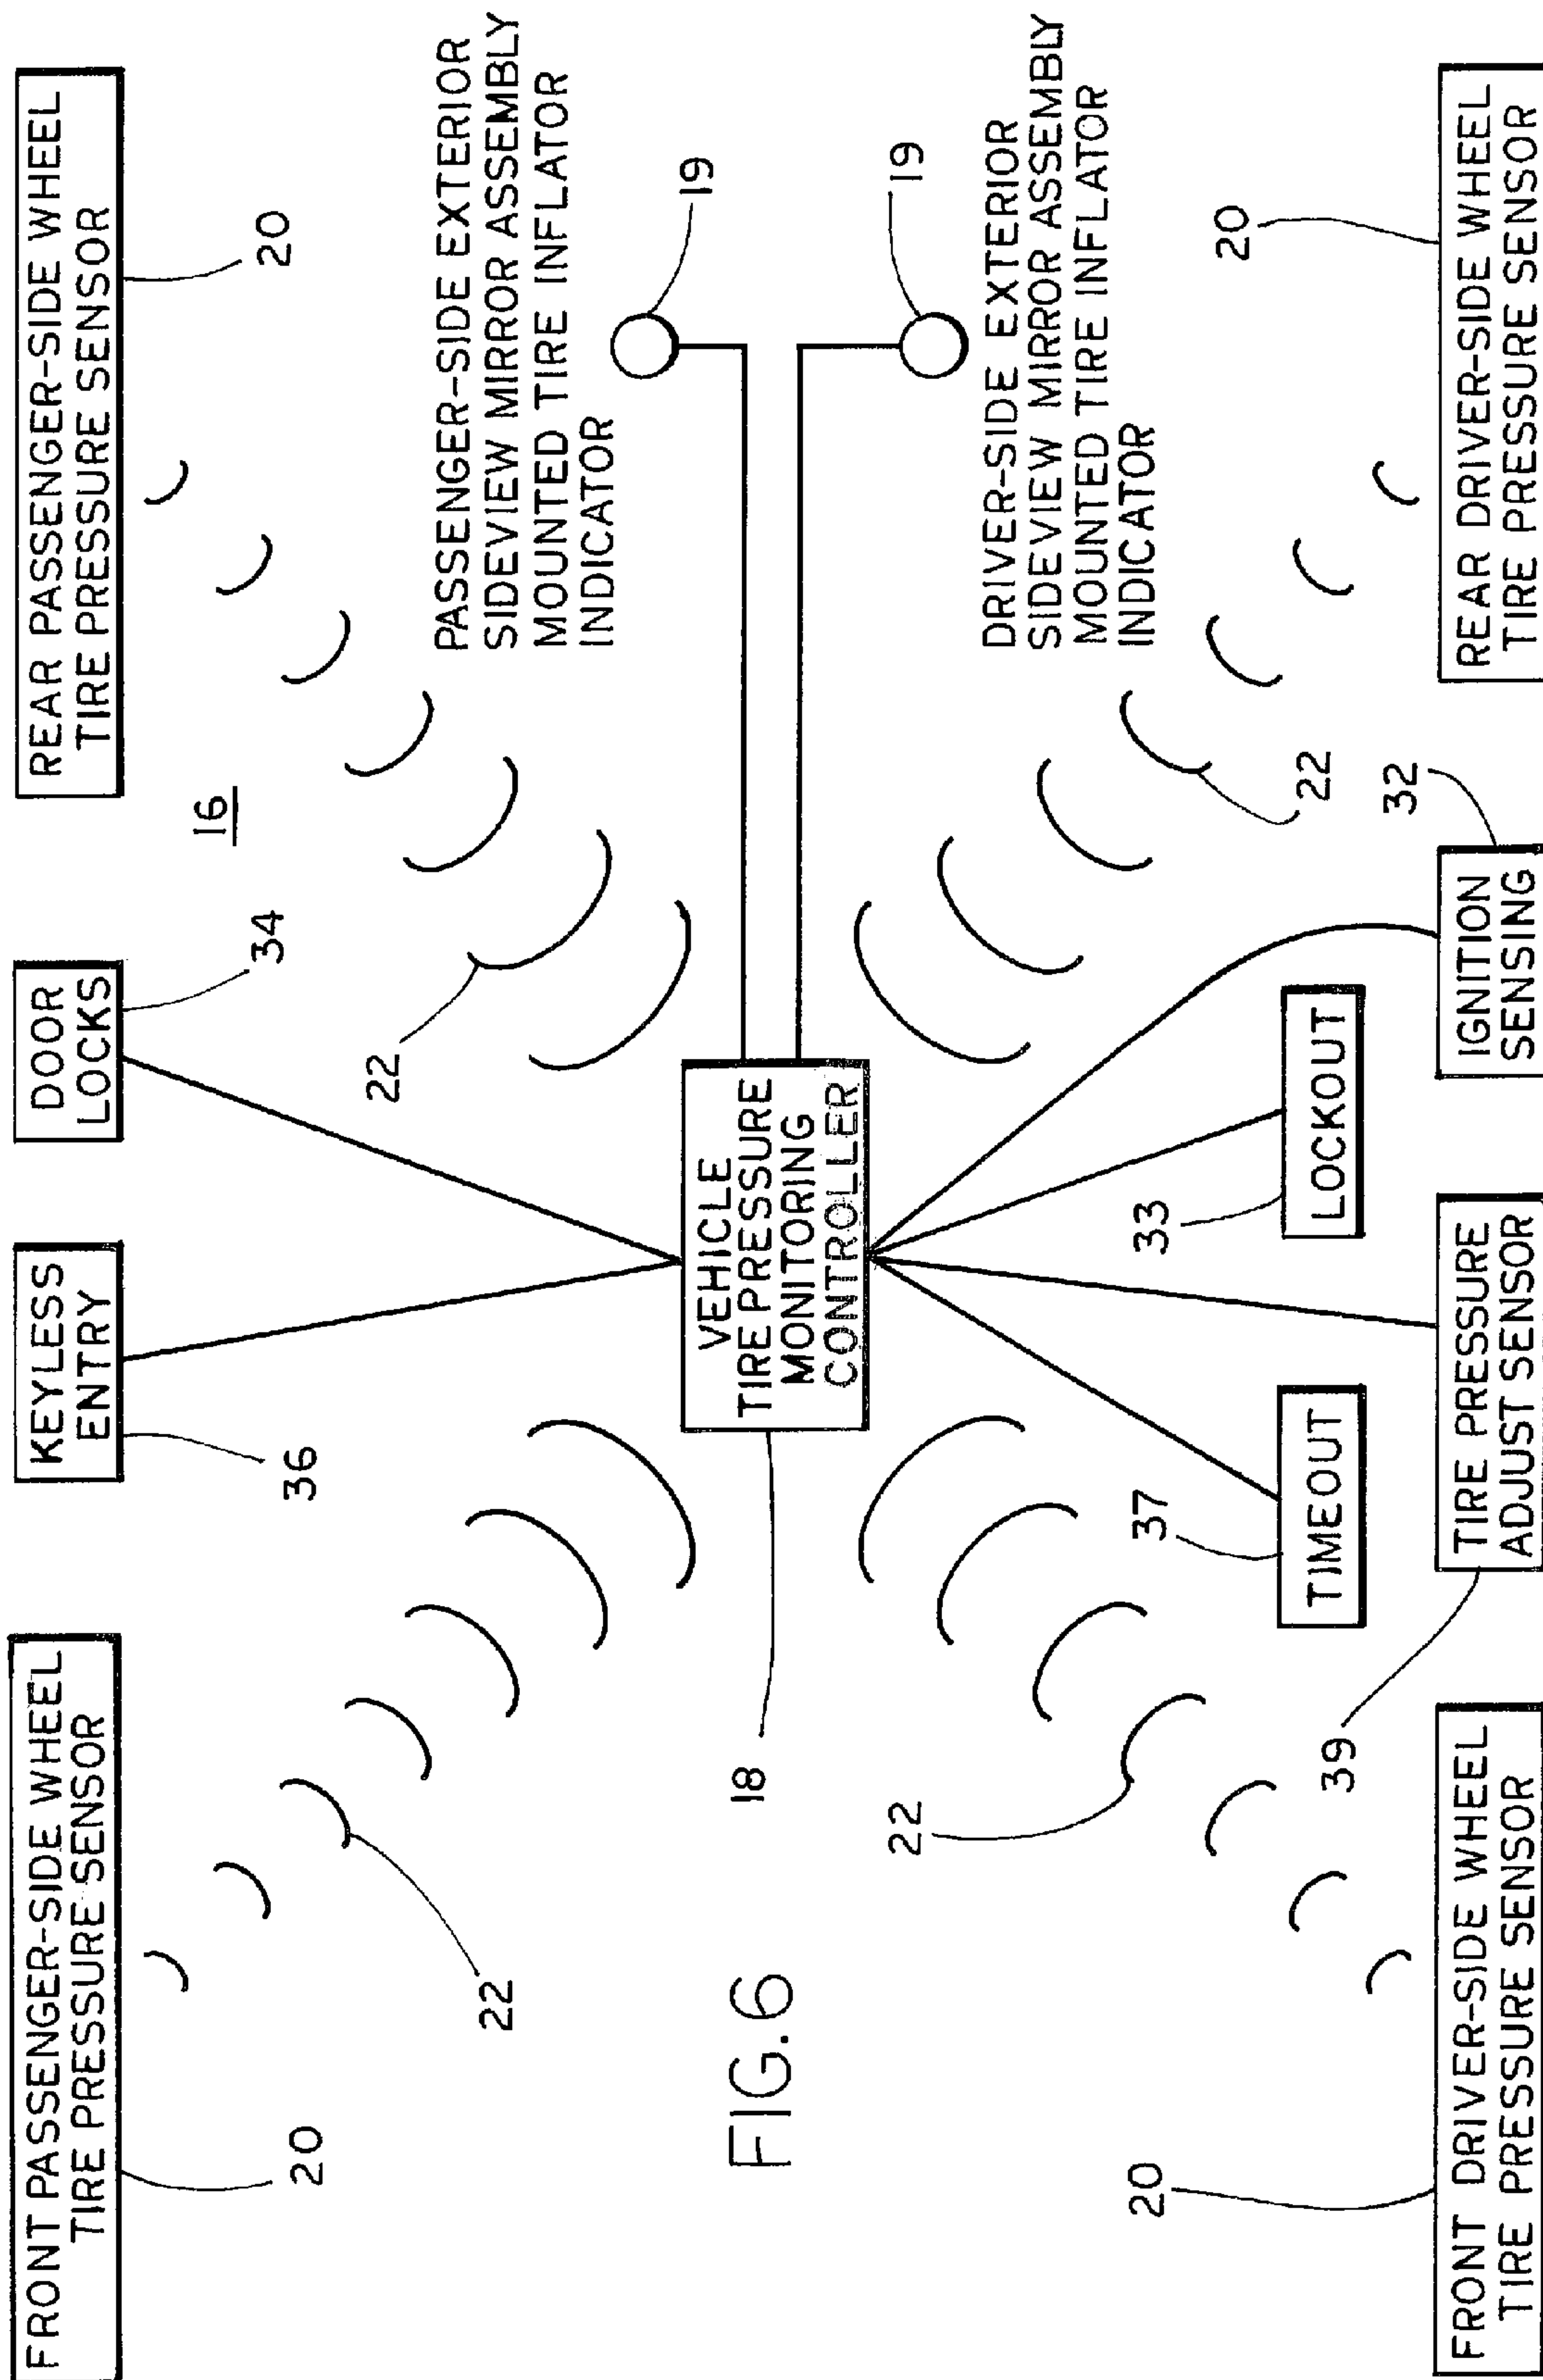 FRONT PASSENGER-SIDE WHEEL
TIRE PRESSURE SENSOR
20
KEYLESS
ENTRY
36
DOOR
LOCKS
34
16
REAR PASSENGER-SIDE WHEEL
TIRE PRESSURE SENSOR
20
22
22
PASSENGER-SIDE EXTERIOR
SIDEVIEW MIRROR ASSEMBLY
MOUNTED TIRE INFLATOR
INDICATOR
19
FIG.6
18
VEHICLE
TIRE PRESSURE
MONITORING
CONTROLLER
19
DRIVER-SIDE EXTERIOR
SIDEVIEW MIRROR ASSEMBLY
MOUNTED TIRE INFLATOR
INDICATOR
22
22
20
37
TIMEOUT
33
LOCKOUT
39
32
20
FRONT DRIVER-SIDE WHEEL
TIRE PRESSURE SENSOR
TIRE PRESSURE
ADJUST SENSOR
IGNITION
SENSING
REAR DRIVER-SIDE WHEEL
TIRE PRESSURE SENSOR